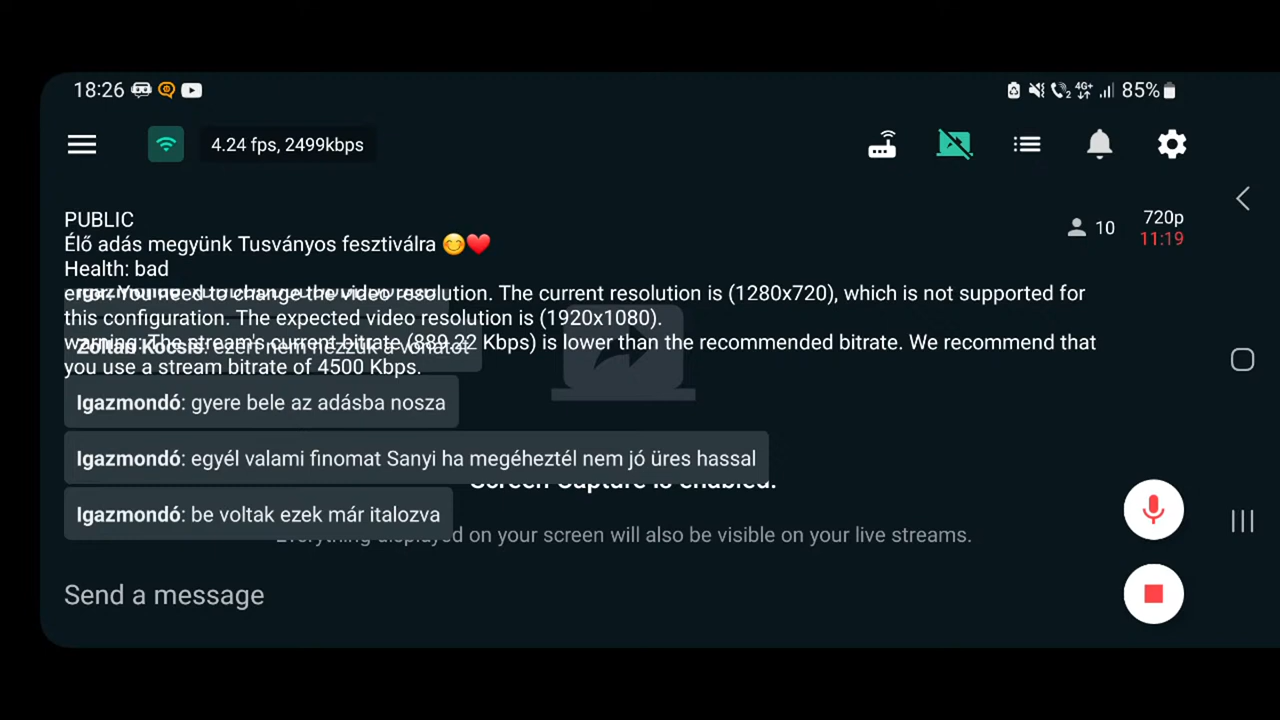 18:26
2
4G+
85%
4.24 fps, 2499kbps
PUBLIC
Élő adás megyünk Tusványos fesztiválra 😊❤️
10
720p
11:19
Health: bad
error: You need to change the video resolution. The current resolution is (1280x720), which is not supported for
this configuration. The expected video resolution is (1920x1080).
warning: The stream's current bitrate (889.22 Kbps) is lower than the recommended bitrate. We recommend that
you use a stream bitrate of 4500 Kbps.
Zoltán Kocsis: ezért nem nézzük a vonatot
Igazmondó: gyere bele az adásba nosza
Igazmondó: egyél valami finomat Sanyi ha megéheztél nem jó üres hassal
Screen Capture is enabled.
Igazmondó: be voltak ezek már italozva
Everything displayed on your screen will also be visible on your live streams.
Send a message